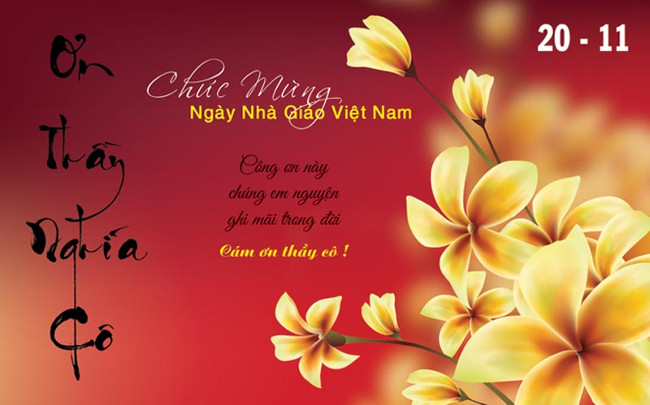 Ơn
Thầy
Nghĩa
Cô
20 - 11
Chúc Mừng
Ngày Nhà Giáo Việt Nam
Công ơn này
chúng em nguyện
ghi mãi trong đời
Cám ơn thầy cô !